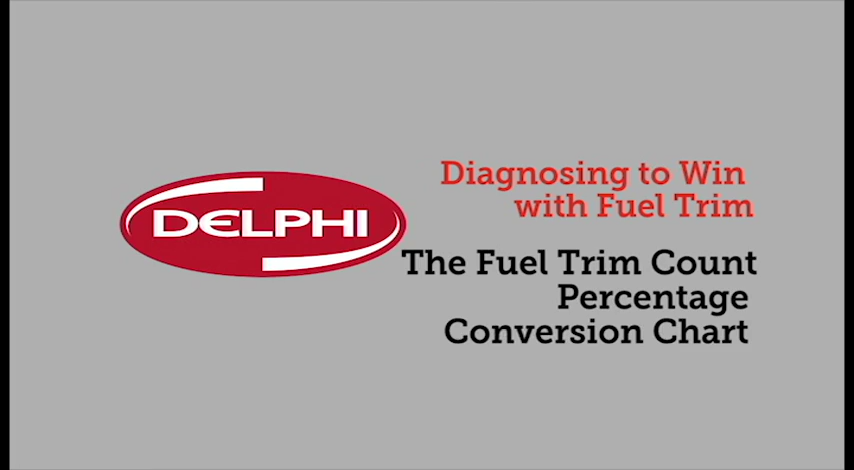 DELPHI
Diagnosing to Win
with Fuel Trim
The Fuel Trim Count
Percentage
Conversion Chart